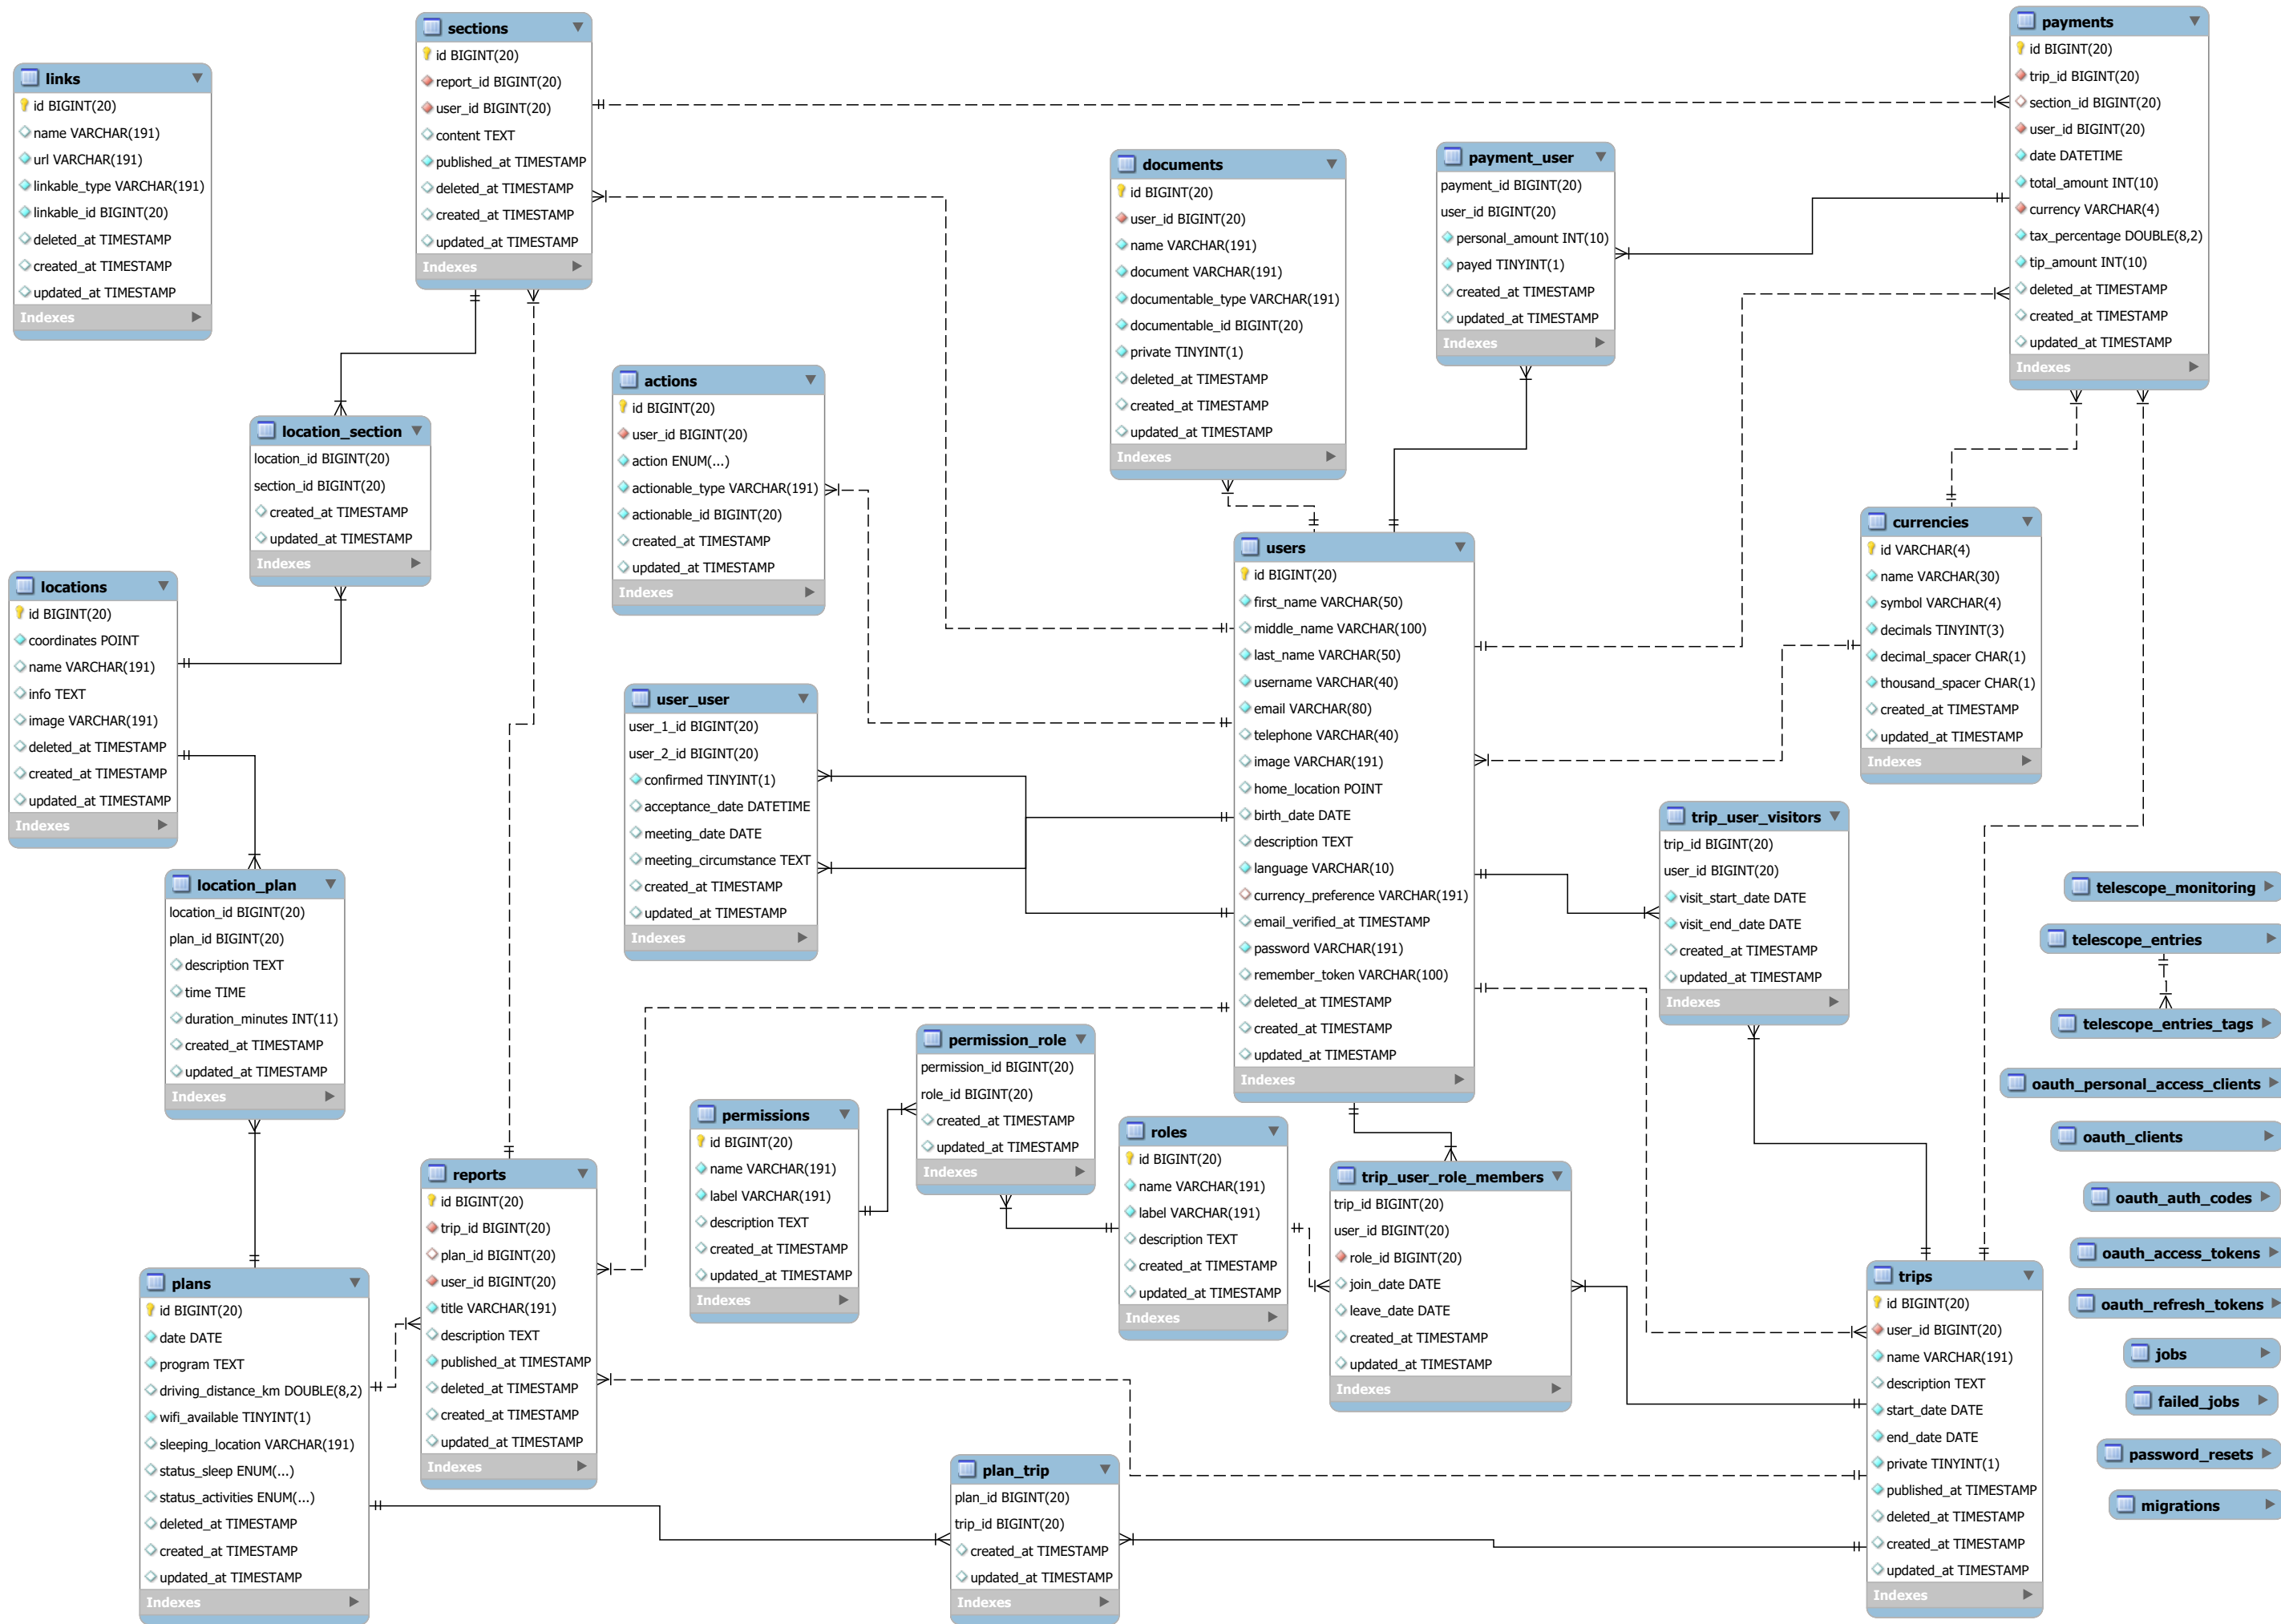 links
id BIGINT(20)
name VARCHAR(191)
url VARCHAR(191)
linkable_type VARCHAR(191)
linkable_id BIGINT(20)
deleted_at TIMESTAMP
created_at TIMESTAMP
updated_at TIMESTAMP
Indexes
sections
id BIGINT(20)
report_id BIGINT(20)
user_id BIGINT(20)
content TEXT
published_at TIMESTAMP
deleted_at TIMESTAMP
created_at TIMESTAMP
updated_at TIMESTAMP
Indexes
documents
id BIGINT(20)
user_id BIGINT(20)
name VARCHAR(191)
document VARCHAR(191)
documentable_type VARCHAR(191)
documentable_id BIGINT(20)
private TINYINT(1)
deleted_at TIMESTAMP
created_at TIMESTAMP
updated_at TIMESTAMP
Indexes
payment_user
payment_id BIGINT(20)
user_id BIGINT(20)
personal_amount INT(10)
payed TINYINT(1)
created_at TIMESTAMP
updated_at TIMESTAMP
Indexes
payments
id BIGINT(20)
trip_id BIGINT(20)
section_id BIGINT(20)
user_id BIGINT(20)
date DATETIME
total_amount INT(10)
currency VARCHAR(4)
tax_percentage DOUBLE(8,2)
tip_amount INT(10)
deleted_at TIMESTAMP
created_at TIMESTAMP
updated_at TIMESTAMP
Indexes
location_section
location_id BIGINT(20)
section_id BIGINT(20)
created_at TIMESTAMP
updated_at TIMESTAMP
Indexes
actions
id BIGINT(20)
user_id BIGINT(20)
action ENUM(...)
actionable_type VARCHAR(191)
actionable_id BIGINT(20)
created_at TIMESTAMP
updated_at TIMESTAMP
Indexes
locations
id BIGINT(20)
coordinates POINT
name VARCHAR(191)
info TEXT
image VARCHAR(191)
deleted_at TIMESTAMP
created_at TIMESTAMP
updated_at TIMESTAMP
Indexes
user_user
user_1_id BIGINT(20)
user_2_id BIGINT(20)
confirmed TINYINT(1)
acceptance_date DATETIME
meeting_date DATE
meeting_circumstance TEXT
created_at TIMESTAMP
updated_at TIMESTAMP
Indexes
users
id BIGINT(20)
first_name VARCHAR(50)
middle_name VARCHAR(100)
last_name VARCHAR(50)
username VARCHAR(40)
email VARCHAR(80)
telephone VARCHAR(40)
image VARCHAR(191)
home_location POINT
birth_date DATE
description TEXT
language VARCHAR(10)
currency_preference VARCHAR(191)
email_verified_at TIMESTAMP
password VARCHAR(191)
remember_token VARCHAR(100)
deleted_at TIMESTAMP
created_at TIMESTAMP
updated_at TIMESTAMP
Indexes
currencies
id VARCHAR(4)
name VARCHAR(30)
symbol VARCHAR(4)
decimals TINYINT(3)
decimal_spacer CHAR(1)
thousand_spacer CHAR(1)
created_at TIMESTAMP
updated_at TIMESTAMP
Indexes
trip_user_visitors
trip_id BIGINT(20)
user_id BIGINT(20)
visit_start_date DATE
visit_end_date DATE
created_at TIMESTAMP
updated_at TIMESTAMP
Indexes
location_plan
location_id BIGINT(20)
plan_id BIGINT(20)
description TEXT
time TIME
duration_minutes INT(11)
created_at TIMESTAMP
updated_at TIMESTAMP
Indexes
permission_role
permission_id BIGINT(20)
role_id BIGINT(20)
created_at TIMESTAMP
updated_at TIMESTAMP
Indexes
permissions
id BIGINT(20)
name VARCHAR(191)
label VARCHAR(191)
description TEXT
created_at TIMESTAMP
updated_at TIMESTAMP
Indexes
roles
id BIGINT(20)
name VARCHAR(191)
label VARCHAR(191)
description TEXT
created_at TIMESTAMP
updated_at TIMESTAMP
Indexes
reports
id BIGINT(20)
trip_id BIGINT(20)
plan_id BIGINT(20)
user_id BIGINT(20)
title VARCHAR(191)
description TEXT
published_at TIMESTAMP
deleted_at TIMESTAMP
created_at TIMESTAMP
updated_at TIMESTAMP
Indexes
trip_user_role_members
trip_id BIGINT(20)
user_id BIGINT(20)
role_id BIGINT(20)
join_date DATE
leave_date DATE
created_at TIMESTAMP
updated_at TIMESTAMP
Indexes
plans
id BIGINT(20)
date DATE
program TEXT
driving_distance_km DOUBLE(8,2)
wifi_available TINYINT(1)
sleeping_location VARCHAR(191)
status_sleep ENUM(...)
status_activities ENUM(...)
deleted_at TIMESTAMP
created_at TIMESTAMP
updated_at TIMESTAMP
Indexes
plan_trip
plan_id BIGINT(20)
trip_id BIGINT(20)
created_at TIMESTAMP
updated_at TIMESTAMP
Indexes
trips
id BIGINT(20)
user_id BIGINT(20)
name VARCHAR(191)
description TEXT
start_date DATE
end_date DATE
private TINYINT(1)
published_at TIMESTAMP
deleted_at TIMESTAMP
created_at TIMESTAMP
updated_at TIMESTAMP
Indexes
telescope_monitoring
telescope_entries
telescope_entries_tags
oauth_personal_access_clients
oauth_clients
oauth_auth_codes
oauth_access_tokens
oauth_refresh_tokens
jobs
failed_jobs
password_resets
migrations